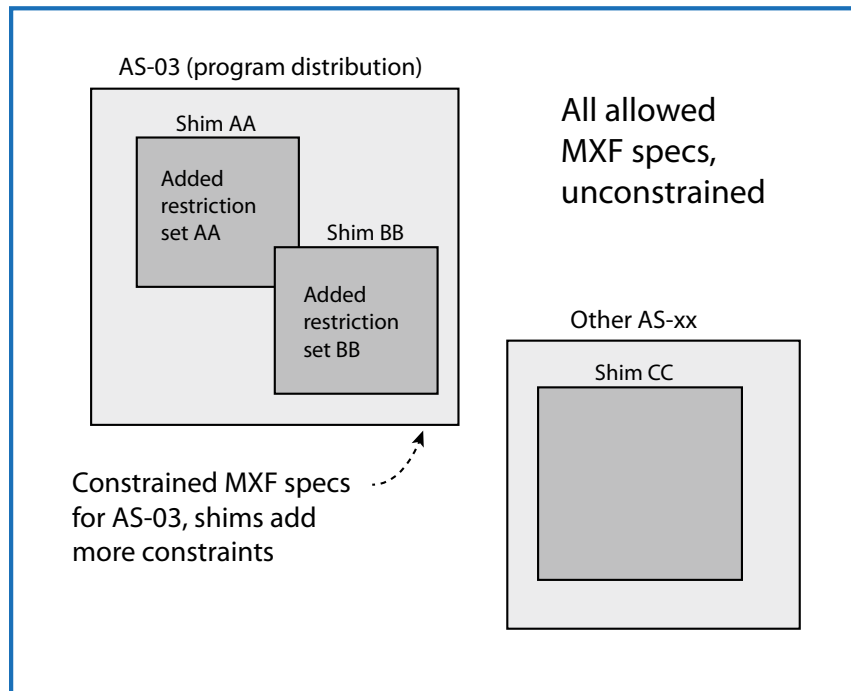 AS-03 (program distribution)
Shim AA
Added
restriction
set AA
Shim BB
Added
restriction
set BB
All allowed
MXF specs,
unconstrained
Other AS-xx
Shim CC
Constrained MXF specs
for AS-03, shims add
more constraints